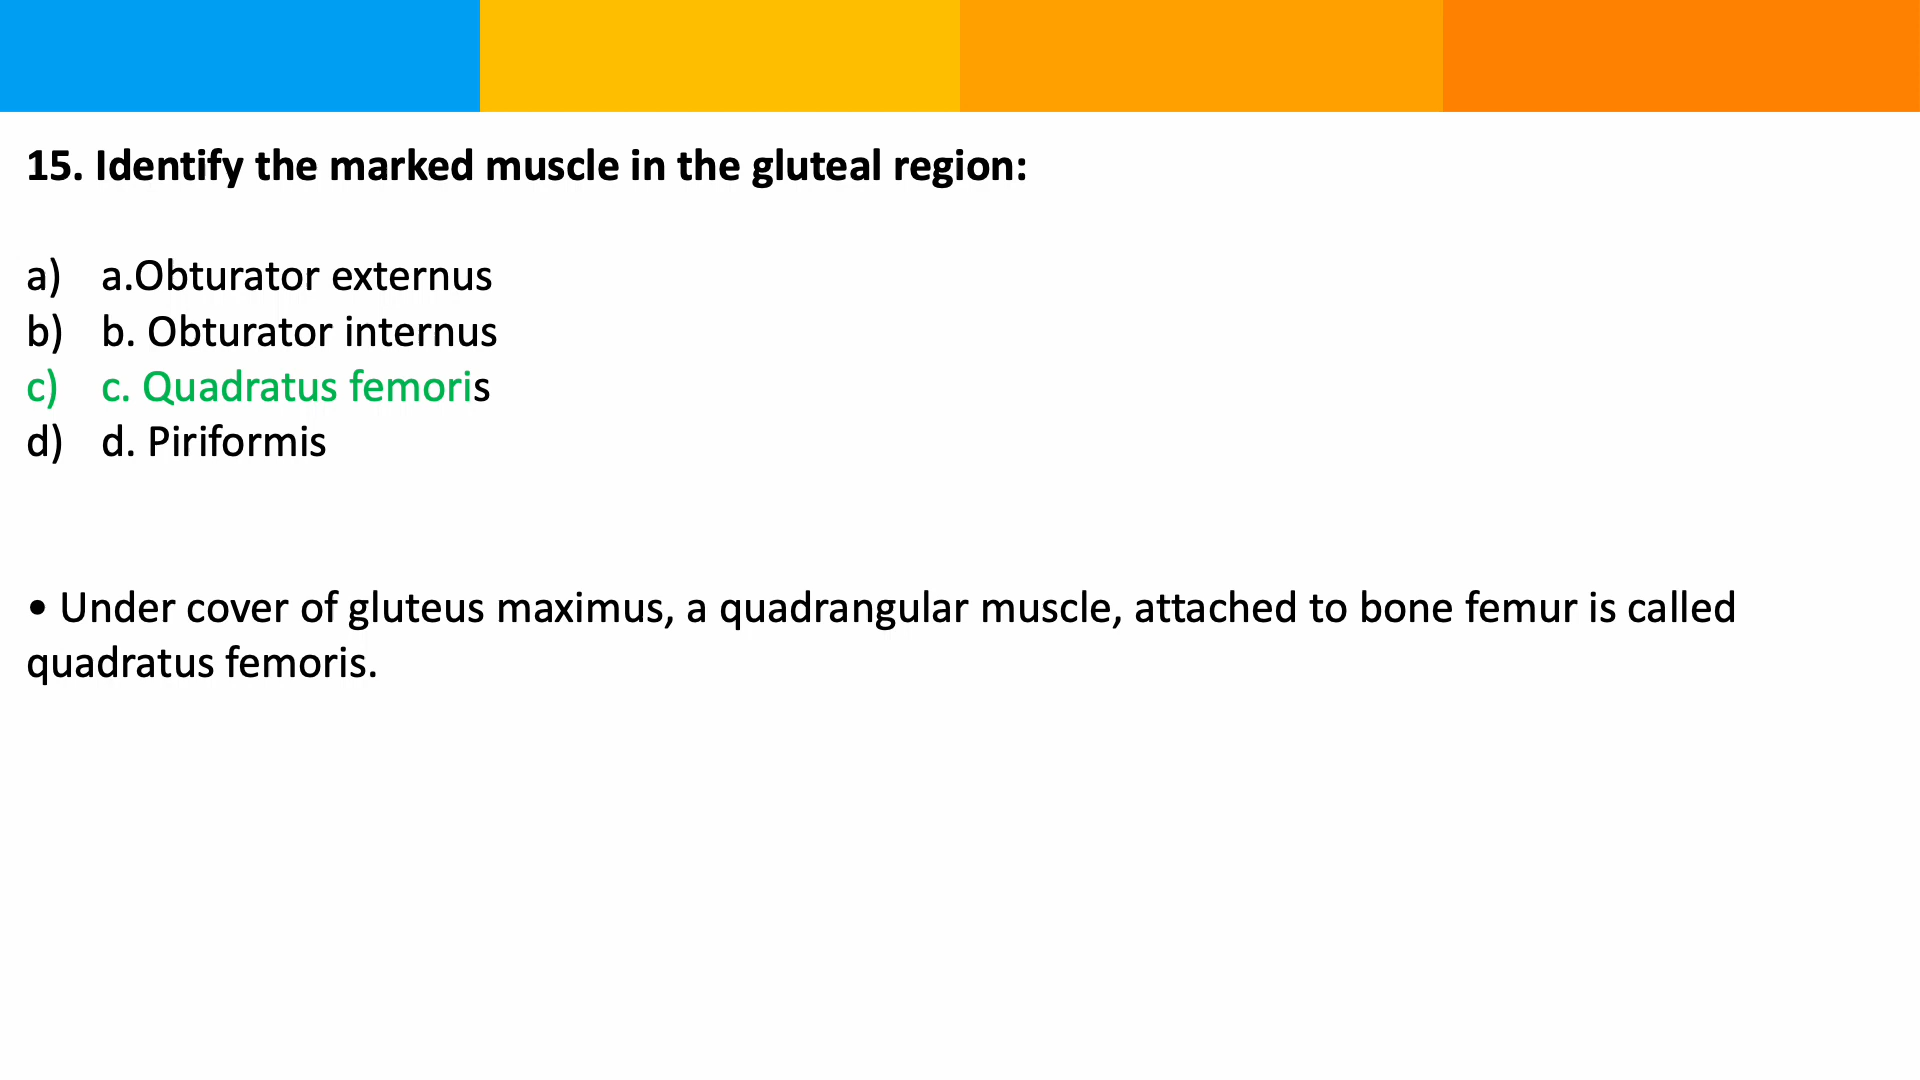 15. Identify the marked muscle in the gluteal region:
a) a.Obturator externus
b) b. Obturator internus
c) c. Quadratus femoris
d) d. Piriformis
• Under cover of gluteus maximus, a quadrangular muscle, attached to bone femur is called
quadratus femoris.